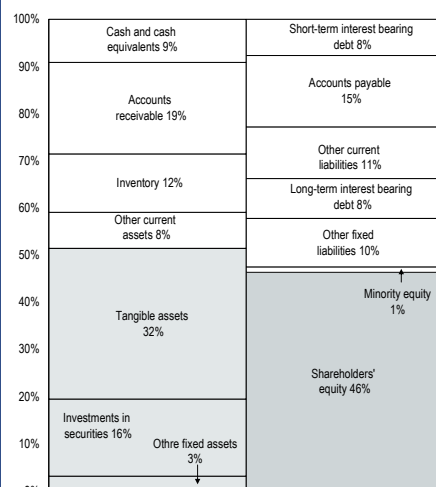 100%
90%
80%
70%
60%
50%
40%
30%
20%
10%
Cash and cash
equivalents 9%
Accounts
receivable 19%
Inventory 12%
Other current
assets 8%
Tangible assets
32%
Investments in
securities 16%
Othre fixed assets
3%
Short-term interest bearing
debt 8%
Accounts payable
15%
Other current
liabilities 11%
Long-term interest bearing
debt 8%
Other fixed
liabilities 10%
Minority equity
1%
Shareholders'
equity 46%